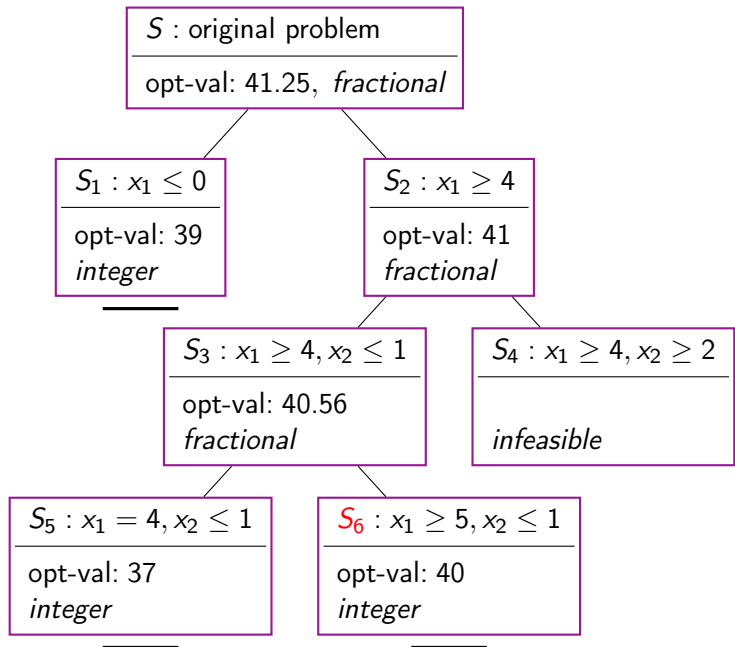 S : original problem
opt-val: 41.25, fractional
S₁ : x₁ ≤ 0
opt-val: 39
integer
S₂ : x₁ ≥ 4
opt-val: 41
fractional
S₃ : x₁ ≥ 4, x₂ ≤ 1
opt-val: 40.56
fractional
S₄ : x₁ ≥ 4, x₂ ≥ 2
infeasible
S₅ : x₁ = 4, x₂ ≤ 1
opt-val: 37
integer
S₆ : x₁ ≥ 5, x₂ ≤ 1
opt-val: 40
integer